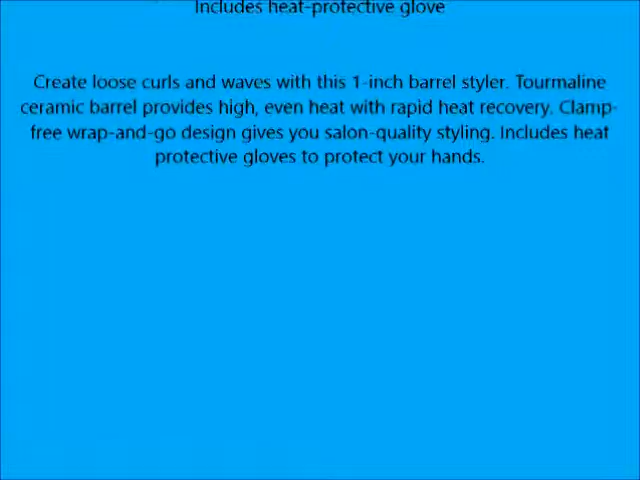 Includes heat-protective glove
Create loose curls and waves with this 1-inch barrel styler. Tourmaline
ceramic barrel provides high, even heat with rapid heat recovery. Clamp-
free wrap-and-go design gives you salon-quality styling. Includes heat
protective gloves to protect your hands.